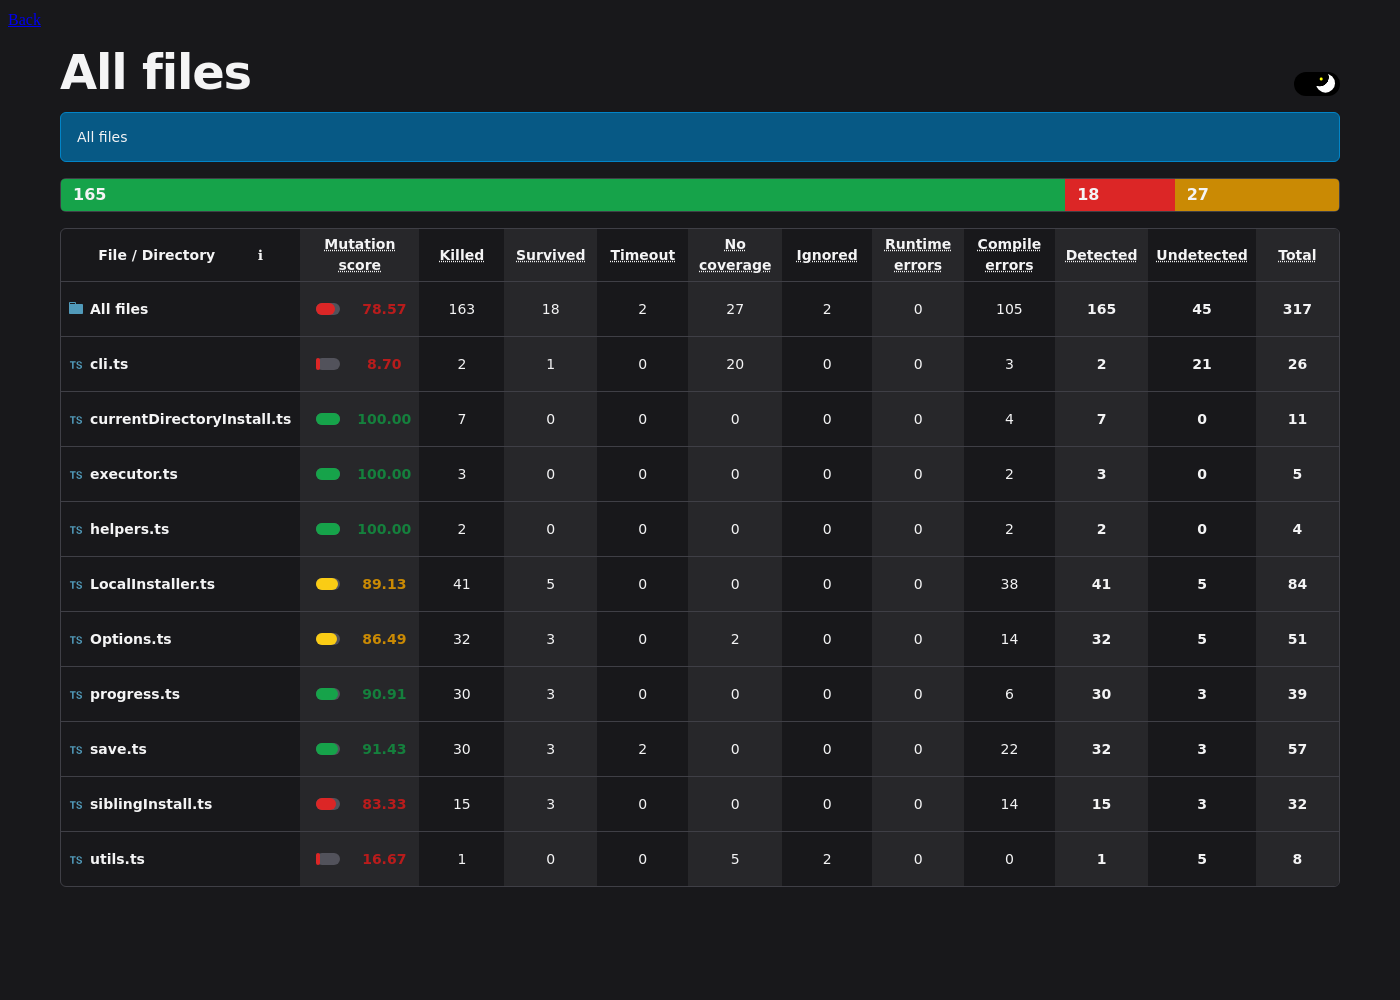 Back
All files
All files
165 18 27
File / Directory ℹ Mutation score Killed Survived Timeout No coverage Ignored Runtime errors Compile errors Detected Undetected Total
All files 78.57 163 18 2 27 2 0 105 165 45 317
TS cli.ts 8.70 2 1 0 20 0 0 3 2 21 26
TS currentDirectoryInstall.ts 100.00 7 0 0 0 0 0 4 7 0 11
TS executor.ts 100.00 3 0 0 0 0 0 2 3 0 5
TS helpers.ts 100.00 2 0 0 0 0 0 2 2 0 4
TS LocalInstaller.ts 89.13 41 5 0 0 0 0 38 41 5 84
TS Options.ts 86.49 32 3 0 2 0 0 14 32 5 51
TS progress.ts 90.91 30 3 0 0 0 0 6 30 3 39
TS save.ts 91.43 30 3 2 0 0 0 22 32 3 57
TS siblingInstall.ts 83.33 15 3 0 0 0 0 14 15 3 32
TS utils.ts 16.67 1 0 0 5 2 0 0 1 5 8